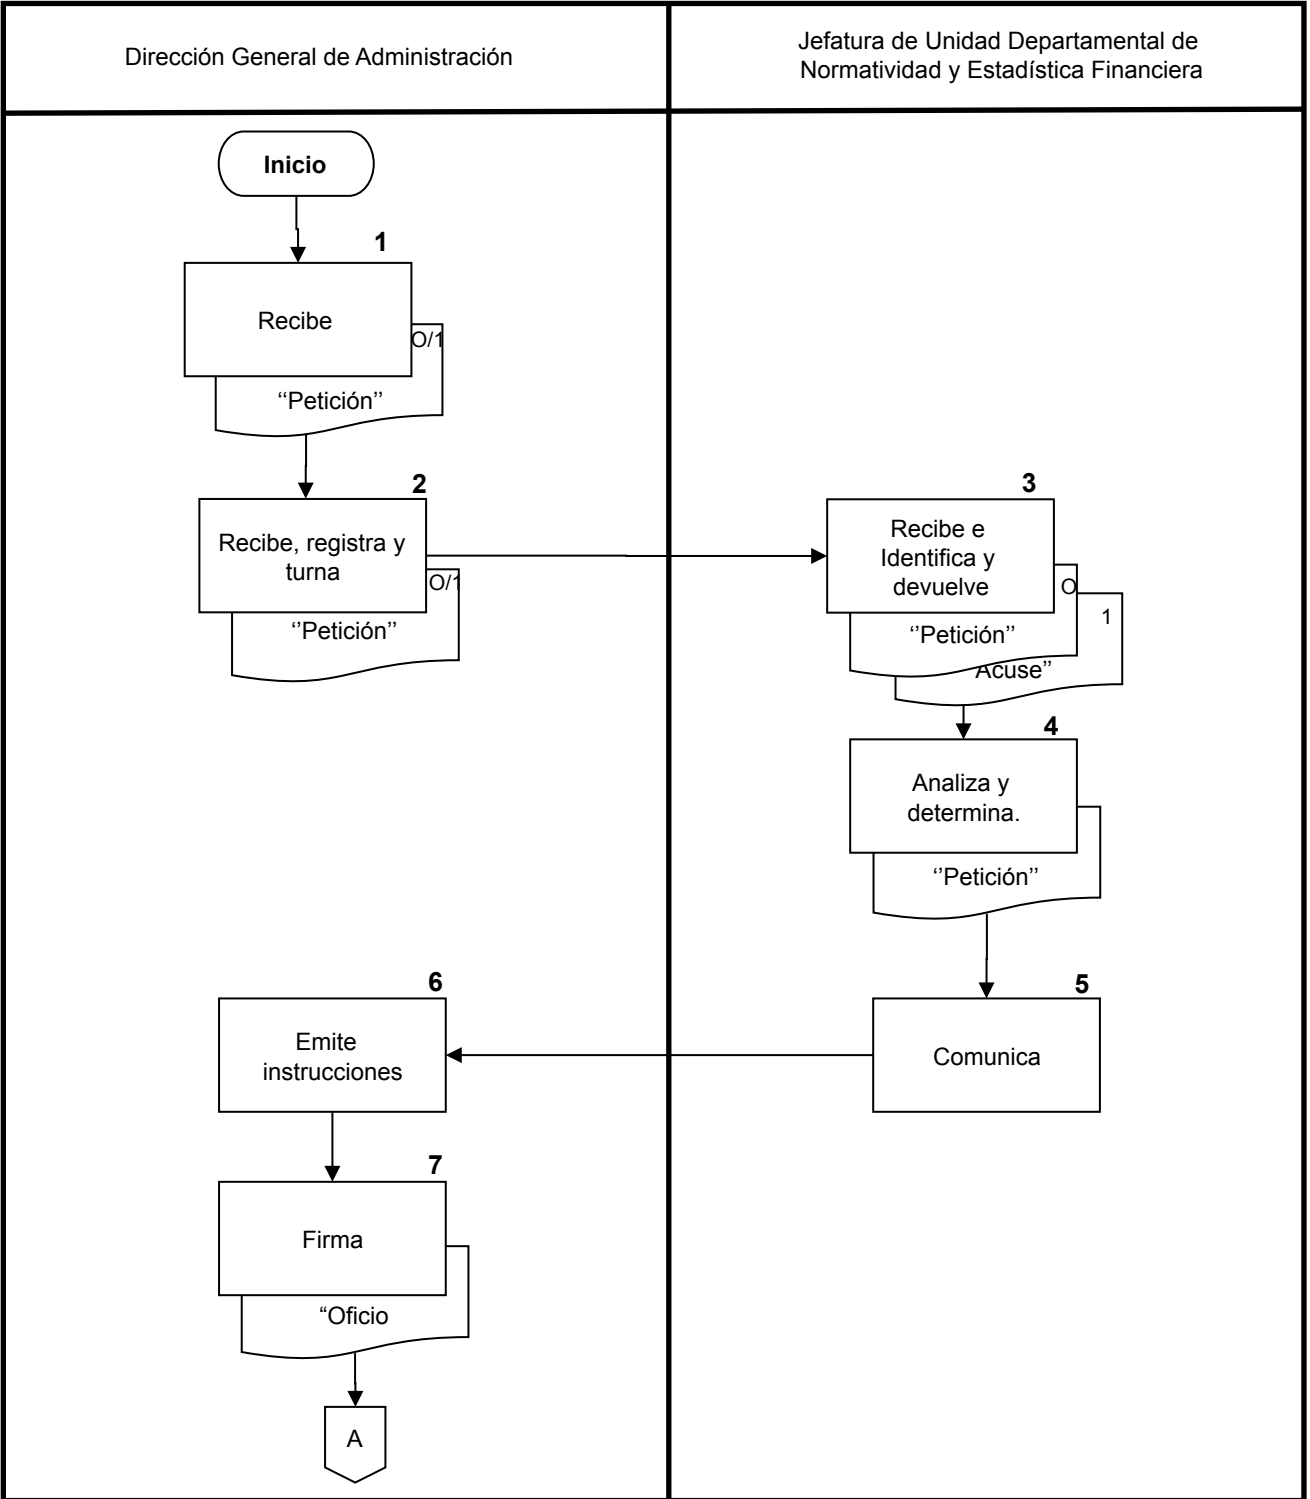 Dirección General de Administración
Jefatura de Unidad Departamental de
Normatividad y Estadística Financiera
Inicio
1
Recibe
O/1
‘‘Petición’’
2
Recibe, registra y
turna
O/1
‘’Petición’’
3
Recibe e
Identifica y
devuelve
O
‘’Petición’’
1
Acuse’’
4
Analiza y
determina.
‘’Petición’’
5
Comunica
6
Emite
instrucciones
7
Firma
“Oficio
A